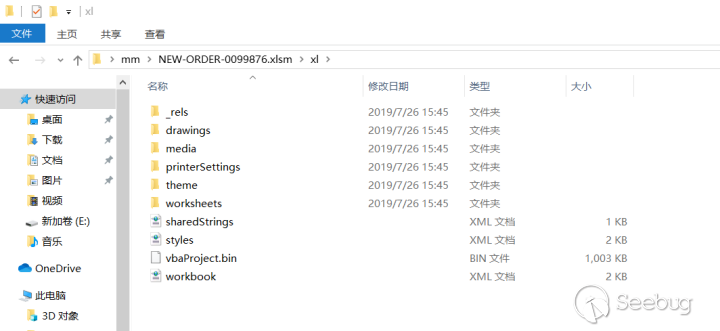 xl
文件 主页 共享 查看
mm NEW-ORDER-0099876.xlsm xl
名称 修改日期 类型 大小
快速访问
桌面
下载
文档
图片
视频
新加卷 (E:)
音乐
OneDrive
此电脑
3D 对象
_rels 2019/7/26 15:45 文件夹
drawings 2019/7/26 15:45 文件夹
media 2019/7/26 15:45 文件夹
printerSettings 2019/7/26 15:45 文件夹
theme 2019/7/26 15:45 文件夹
worksheets 2019/7/26 15:45 文件夹
sharedStrings XML 文档 1 KB
styles XML 文档 2 KB
vbaProject.bin BIN 文件 1,003 KB
workbook XML 文档 2 KB
Seebug